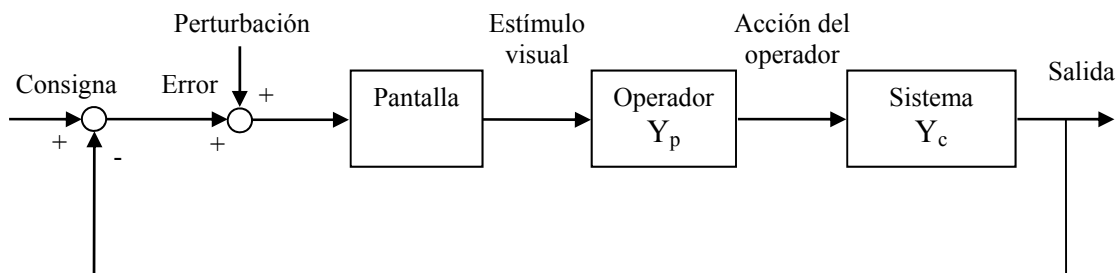 Perturbación
Estímulo
visual
Acción del
operador
Consigna
Error
+
Pantalla
Operador
Yp
Sistema
Yc
Salida
+
-
+